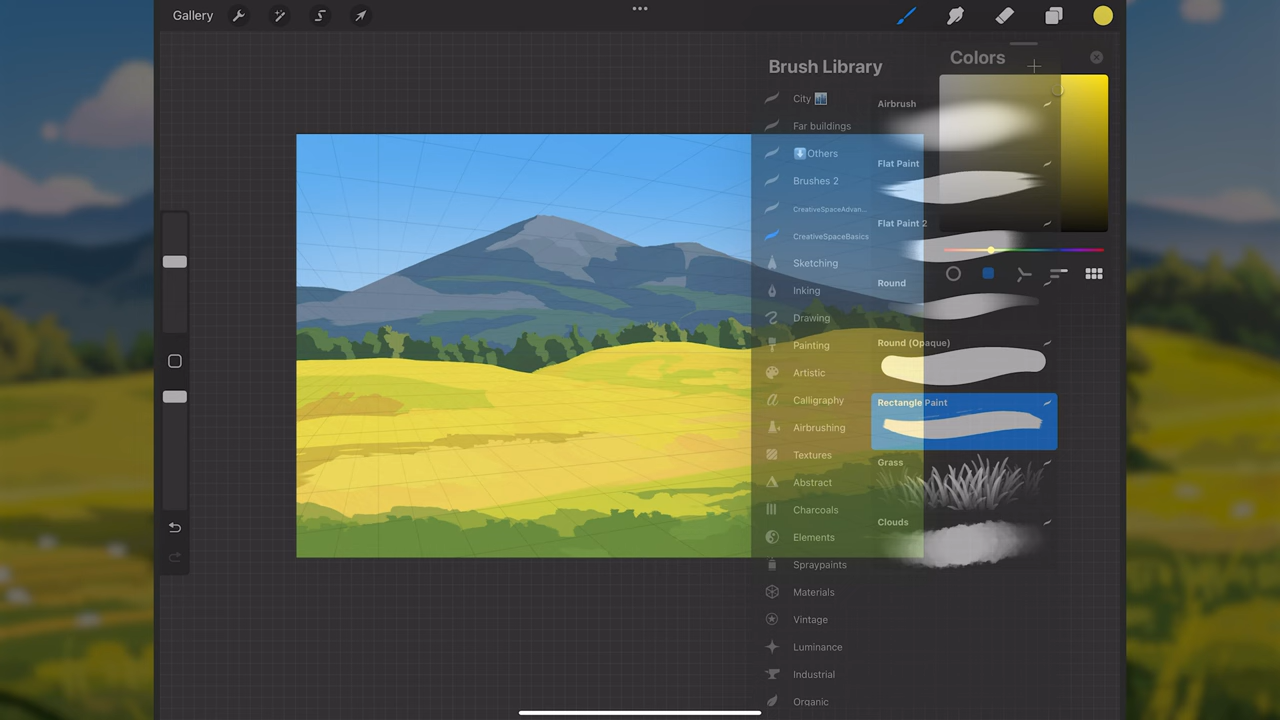 Gallery
Brush Library
Colors
City
Far buildings
Others
Brushes 2
CreativeSpaceAdvan...
CreativeSpaceBasics
Sketching
Inking
Drawing
Painting
Artistic
Calligraphy
Airbrushing
Textures
Abstract
Charcoals
Elements
Spraypaints
Materials
Vintage
Luminance
Industrial
Organic
Airbrush
Flat Paint
Flat Paint 2
Round
Round (Opaque)
Rectangle Paint
Grass
Clouds